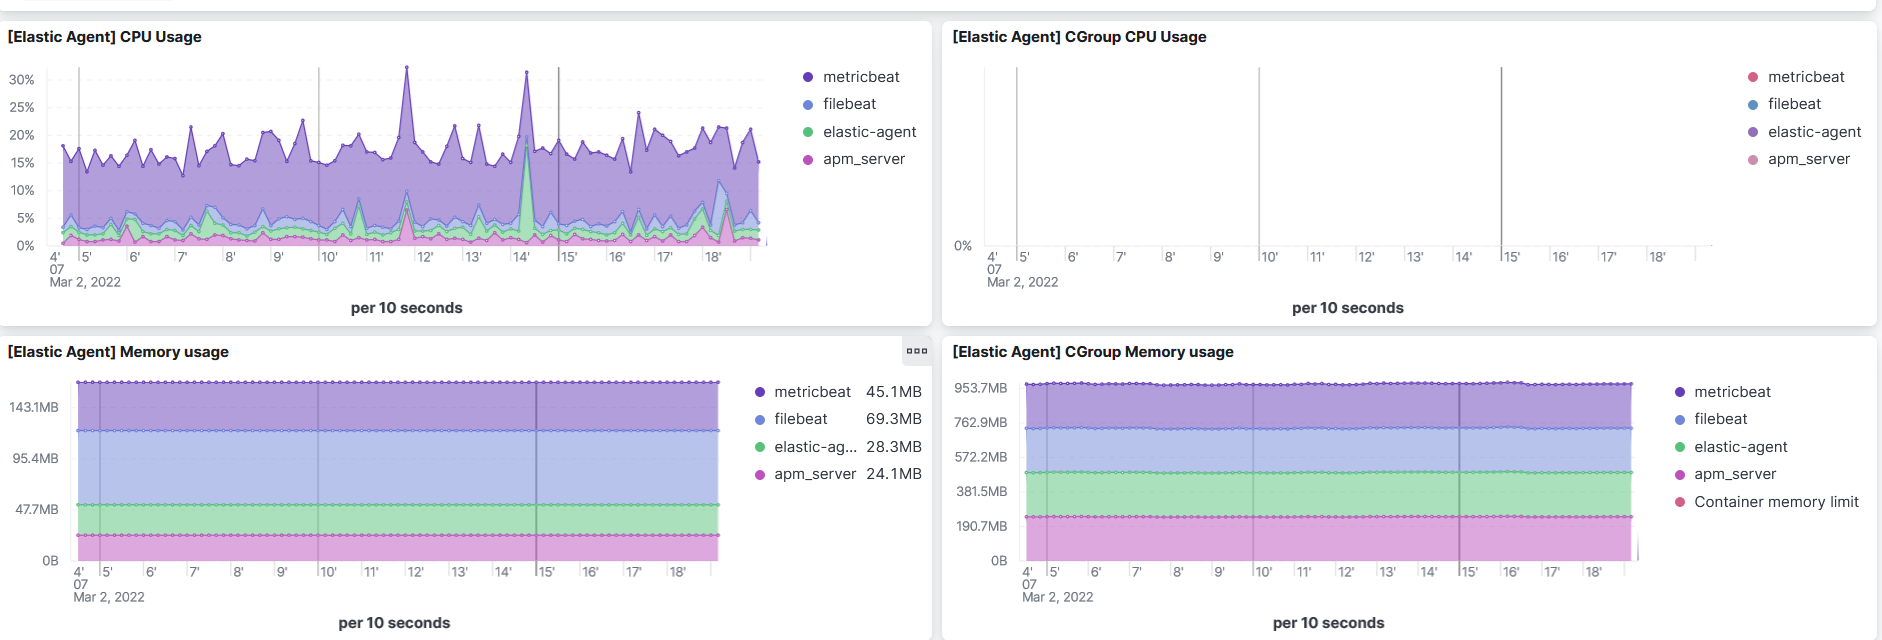 [Elastic Agent] CPU Usage
30%
25%
20%
15%
10%
5%
0%
4' 5' 6' 7' 8' 9' 10' 11' 12' 13' 14' 15' 16' 17' 18'
07
Mar 2, 2022
per 10 seconds
metricbeat
filebeat
elastic-agent
apm_server
[Elastic Agent] CGroup CPU Usage
0%
4' 5' 6' 7' 8' 9' 10' 11' 12' 13' 14' 15' 16' 17' 18'
07
Mar 2, 2022
per 10 seconds
metricbeat
filebeat
elastic-agent
apm_server
[Elastic Agent] Memory usage
143.1MB
95.4MB
47.7MB
0B
4' 5' 6' 7' 8' 9' 10' 11' 12' 13' 14' 15' 16' 17' 18'
07
Mar 2, 2022
per 10 seconds
metricbeat 45.1MB
filebeat 69.3MB
elastic-ag... 28.3MB
apm_server 24.1MB
[Elastic Agent] CGroup Memory usage
953.7MB
762.9MB
572.2MB
381.5MB
190.7MB
0B
4' 5' 6' 7' 8' 9' 10' 11' 12' 13' 14' 15' 16' 17' 18'
07
Mar 2, 2022
per 10 seconds
metricbeat
filebeat
elastic-agent
apm_server
Container memory limit